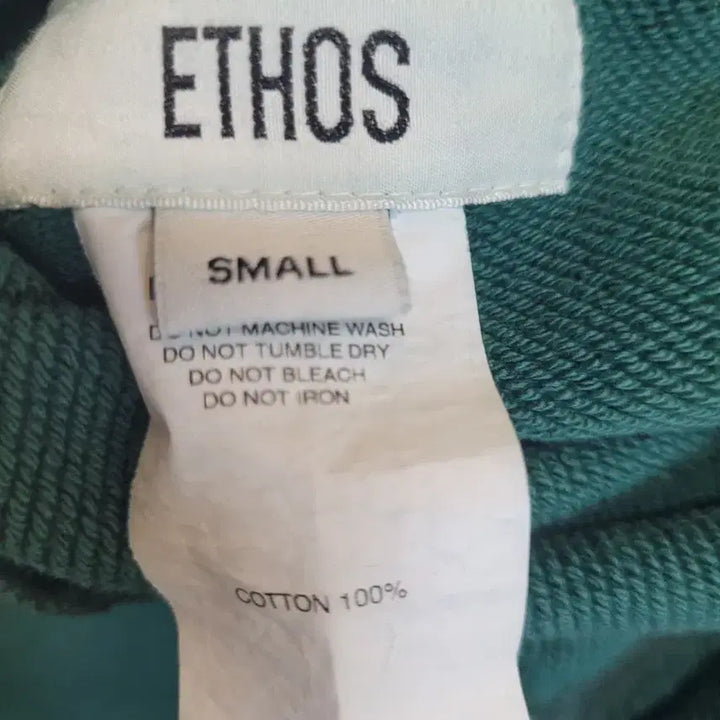 ETHOS
SMALL
DO NOT MACHINE WASH
DO NOT TUMBLE DRY
DO NOT BLEACH
DO NOT IRON
COTTON 100%